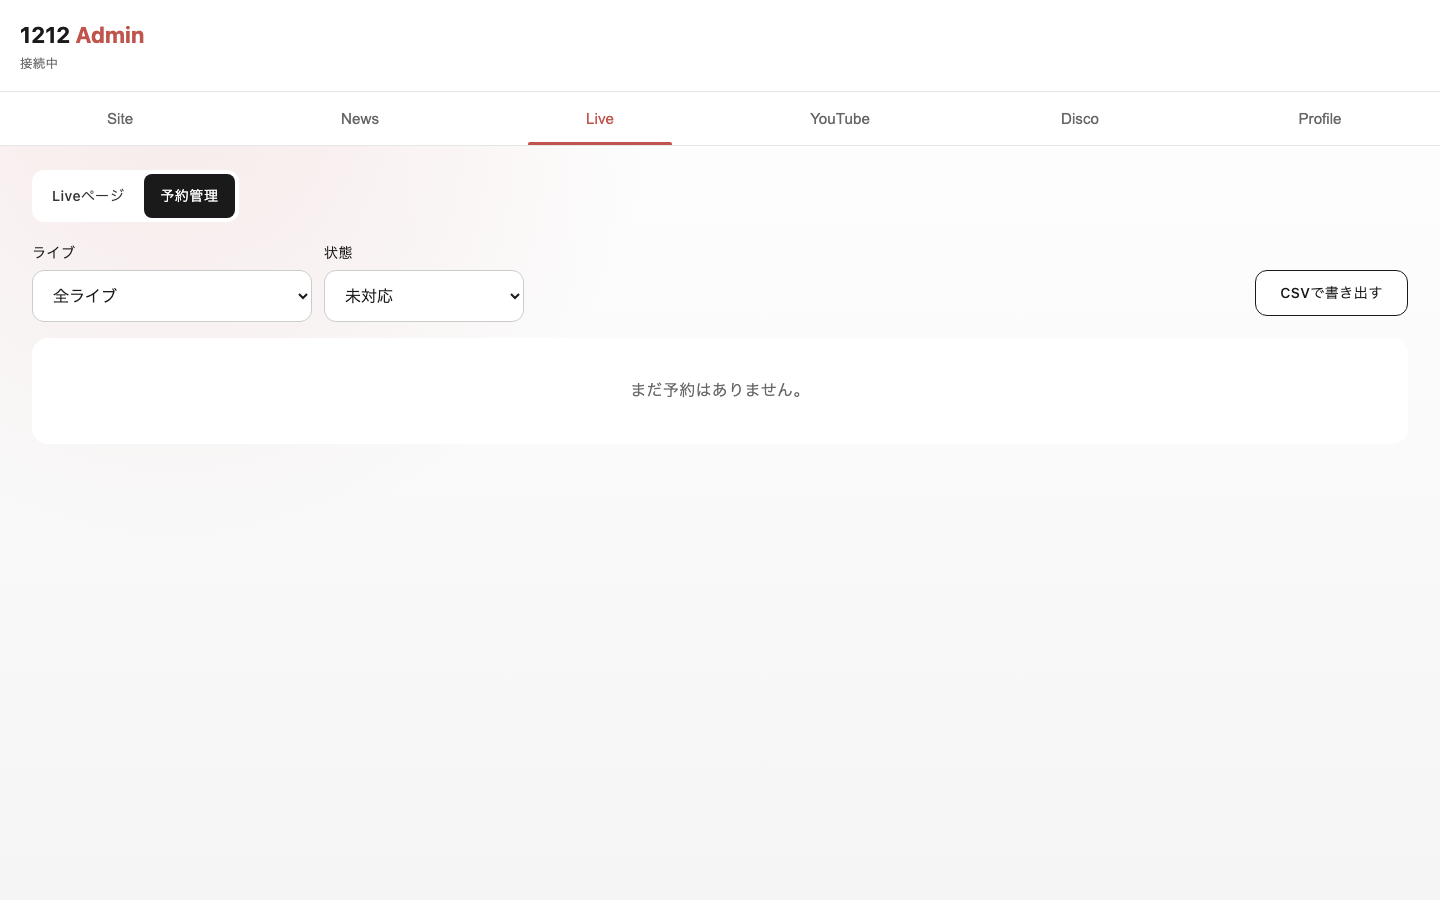 1212 Admin
接続中
Site
News
Live
YouTube
Disco
Profile
Liveページ
予約管理
ライブ
状態
全ライブ
未対応
CSVで書き出す
まだ予約はありません。